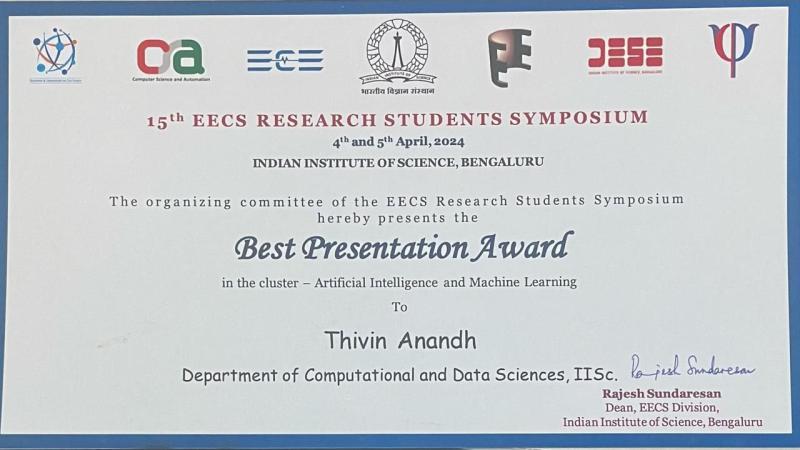 csa
Computer Science and Automation
ECE
INDIAN INSTITUTE OF SCIENCE
भारतीय विज्ञान संस्थान
EE
DESE
INDIAN INSTITUTE OF SCIENCE, BENGALURU
15th EECS RESEARCH STUDENTS SYMPOSIUM
4th and 5th April, 2024
INDIAN INSTITUTE OF SCIENCE, BENGALURU
The organizing committee of the EECS Research Students Symposium
hereby presents the
Best Presentation Award
in the cluster – Artificial Intelligence and Machine Learning
To
Thivin Anandh
Department of Computational and Data Sciences, IISc.
Rajesh Sundaresan
Rajesh Sundaresan
Dean, EECS Division,
Indian Institute of Science, Bengaluru